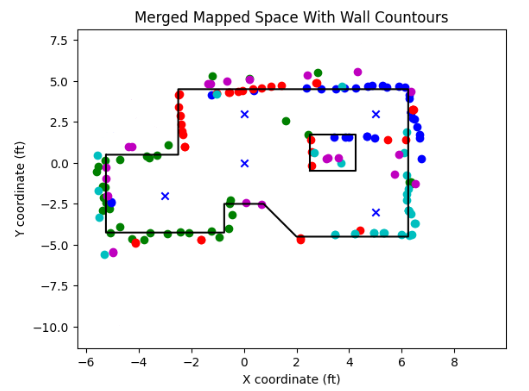 Merged Mapped Space With Wall Countours
7.5
5.0
2.5
0.0
−2.5
−5.0
−7.5
−10.0
Y coordinate (ft)
−6 −4 −2 0 2 4 6 8
X coordinate (ft)